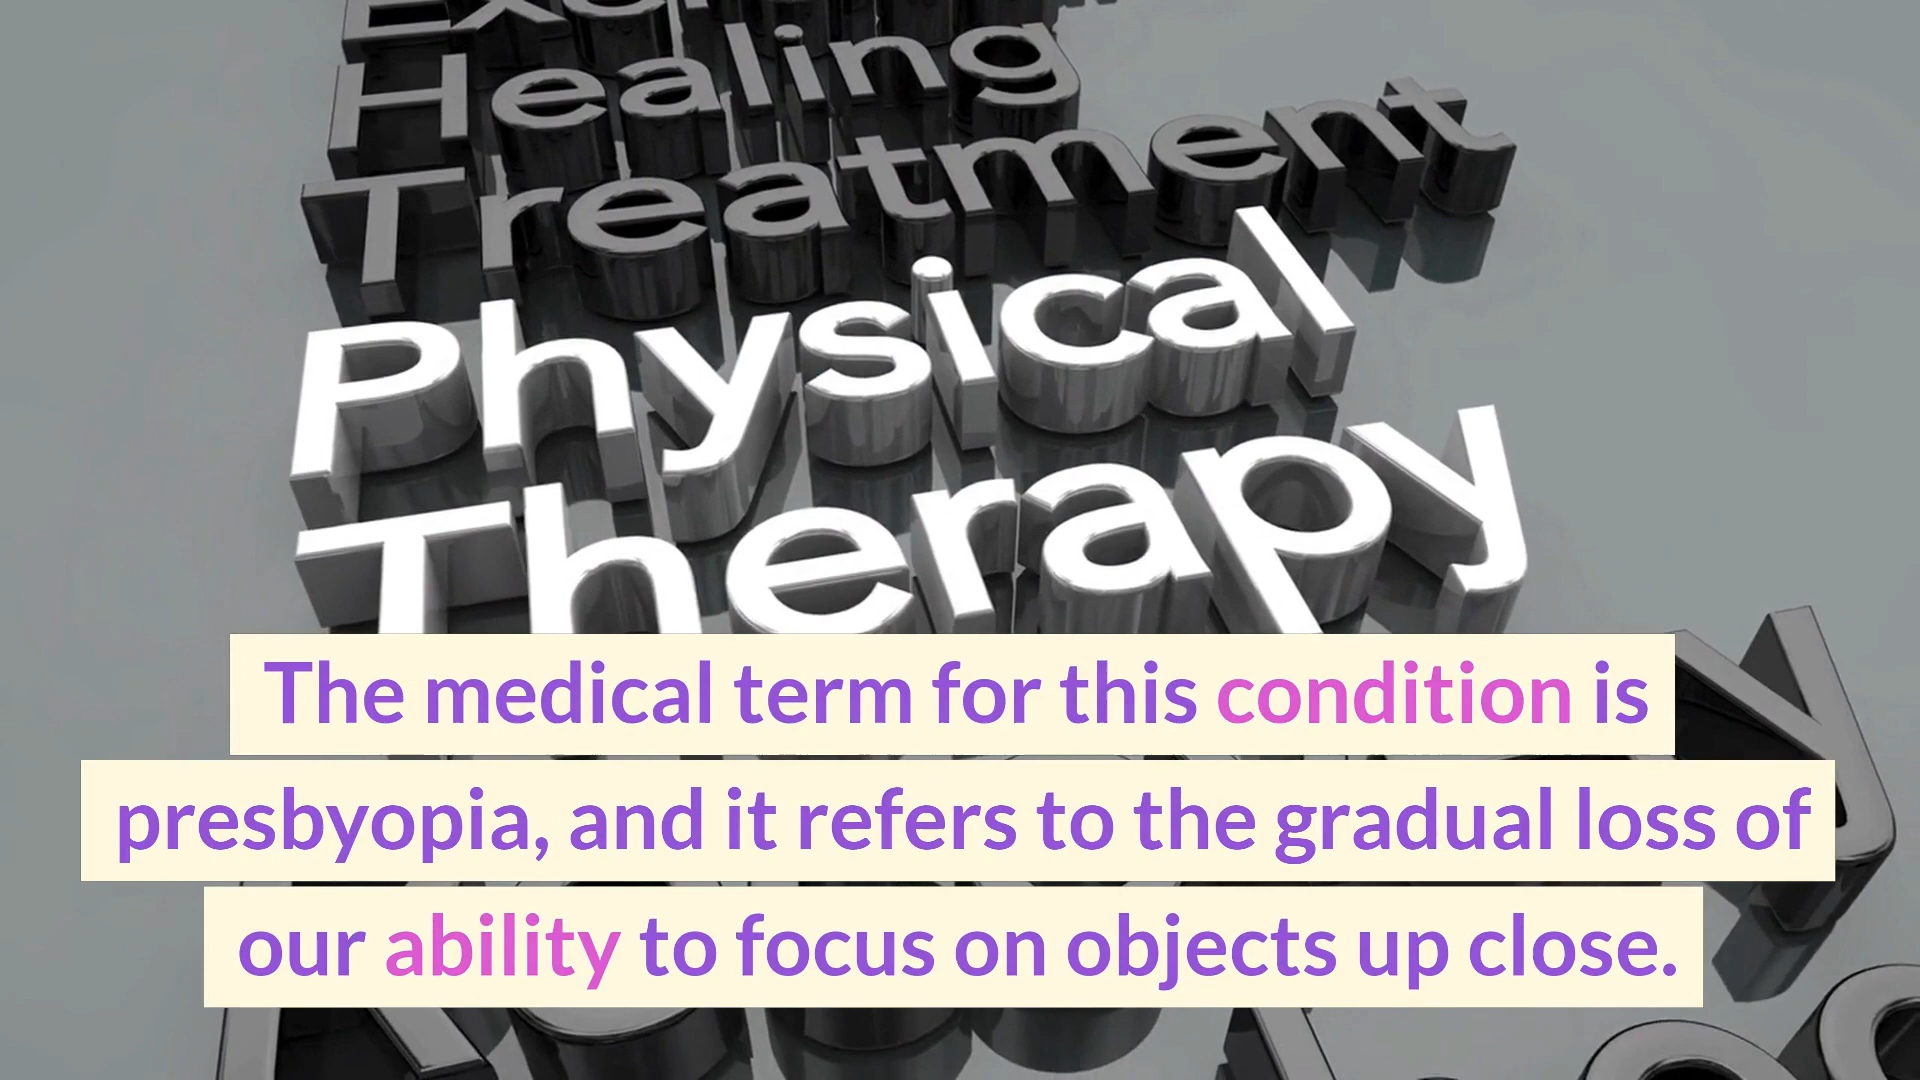 Healing
Treatment
Physical
Therapy
The medical term for this condition is
presbyopia, and it refers to the gradual loss of
our ability to focus on objects up close.